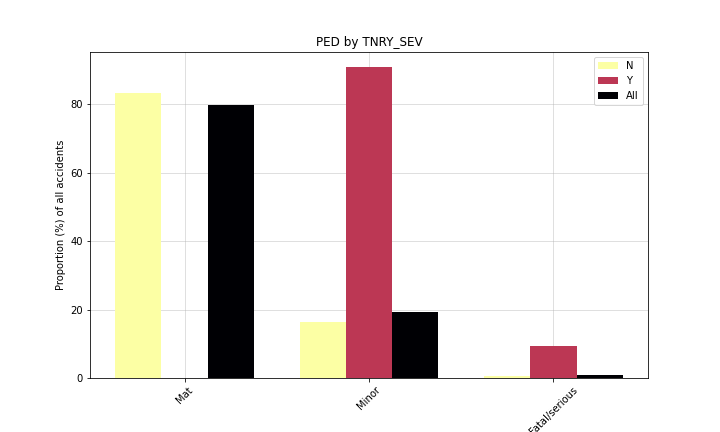 PED by TNRY_SEV
N
Y
All
Proportion (%) of all accidents
80
60
40
20
0
Mat
Minor
Fatal/serious